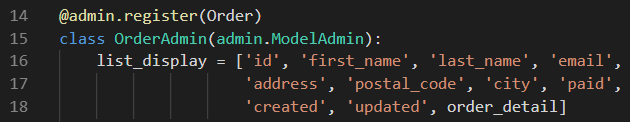 14 @admin.register(Order)
15 class OrderAdmin(admin.ModelAdmin):
16     list_display = ['id', 'first_name', 'last_name', 'email',
17                     'address', 'postal_code', 'city', 'paid',
18                     'created', 'updated', order_detail]